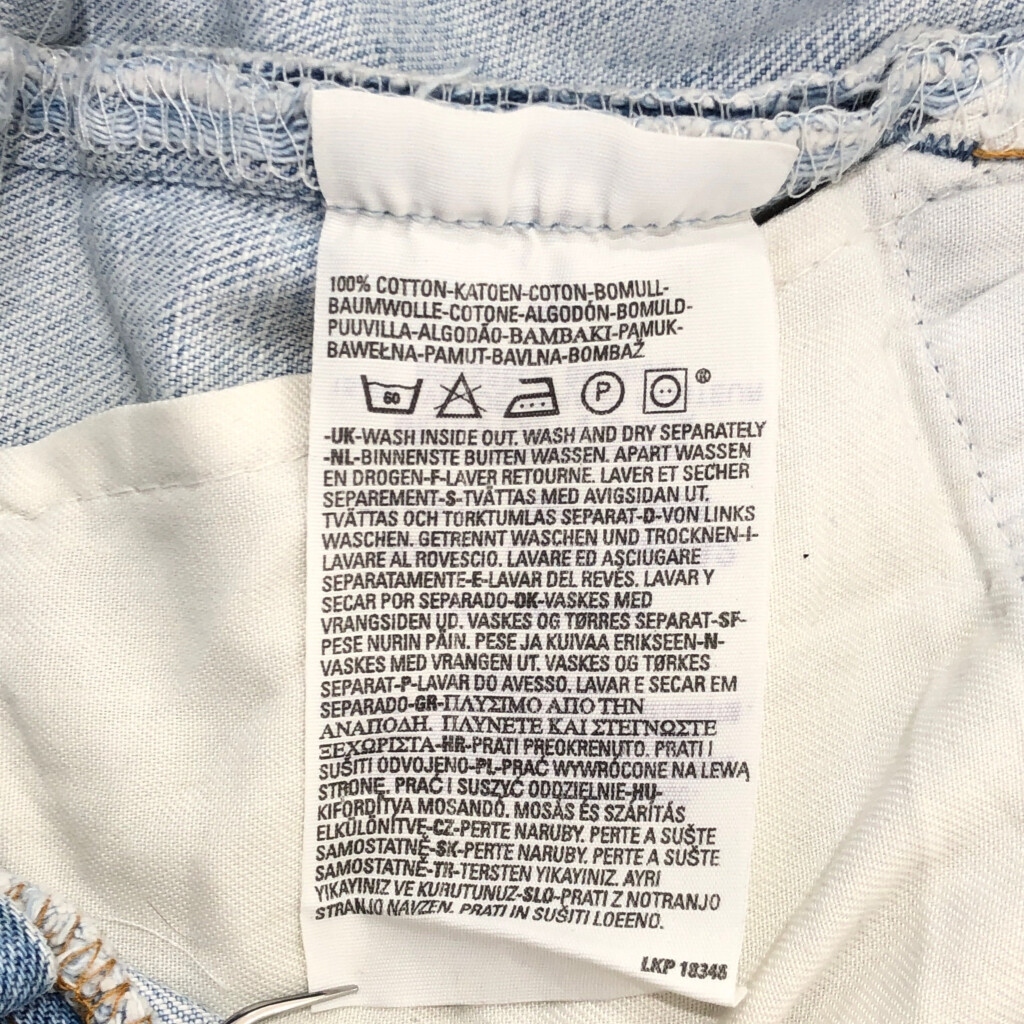 100% COTTON-KATOEN-COTON-BOMULL-
BAUMWOLLE-COTONE-ALGODÓN-BOMULD-
PUUVILLA-ALGODÃO-ΒΑΜΒΑΚΙ-PAMUK-
BAWEŁNA-PAMUT-BAVLNA-BOMBAŽ
60 P ®
-UK-WASH INSIDE OUT. WASH AND DRY SEPARATELY
-NL-BINNENSTE BUITEN WASSEN. APART WASSEN
EN DROGEN-F-LAVER RETOURNE. LAVER ET SECHER
SEPAREMENT-S-TVÄTTAS MED AVIGSIDAN UT.
TVÄTTAS OCH TORKTUMLAS SEPARAT-D-VON LINKS
WASCHEN. GETRENNT WASCHEN UND TROCKNEN-I-
LAVARE AL ROVESCIO. LAVARE ED ASCIUGARE
SEPARATAMENTE-E-LAVAR DEL REVÉS. LAVAR Y
SECAR POR SEPARADO-DK-VASKES MED
VRANGSIDEN UD. VASKES OG TØRRES SEPARAT-SF-
PESE NURIN PÄIN. PESE JA KUIVAA ERIKSEEN-N-
VASKES MED VRANGEN UT. VASKES OG TØRKES
SEPARAT-P-LAVAR DO AVESSO. LAVAR E SECAR EM
SEPARADO-GR-ΠΛΥΣΙΜΟ ΑΠΟ ΤΗΝ
ΑΝΑΠΟΔΗ. ΠΛΥΝΕΤΕ ΚΑΙ ΣΤΕΓΝΩΣΤΕ
ΞΕΧΩΡΙΣΤΑ-HR-PRATI PREOKRENUTO. PRATI I
SUŠITI ODVOJENO-PL-PRAĆ WYWRÓCONE NA LEWĄ
STRONĘ. PRAĆ I SUSZYĆ ODDZIELNIE-HU-
KIFORDÍTVA MOSANDÓ. MOSÁS ÉS SZÁRÍTÁS
ELKÜLÖNÍTVE-CZ-PERTE NARUBY. PERTE A SUŠTE
SAMOSTATNĚ-SK-PERTE NARUBY. PERTE A SUŠTE
SAMOSTATNĚ-TR-TERSTEN YIKAYINIZ. AYRI
YIKAYINIZ VE KURUTUNUZ-SLO-PRATI Z NOTRANJO
STRANJO NAVZEN. PRATI IN SUŠITI LOEENO.
LKP 18348